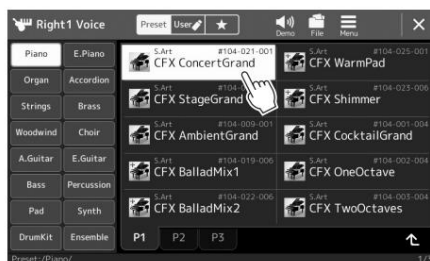 Right1 Voice
Preset User ★
Demo File Menu
Piano E.Piano
Organ Accordion
Strings Brass
Woodwind Choir
A.Guitar E.Guitar
Bass Percussion
Pad Synth
DrumKit Ensemble
S.Art #104-021-001
CFX ConcertGrand
S.Art #104-025-001
CFX WarmPad
S.Art
CFX StageGrand
S.Art #104-023-006
CFX Shimmer
S.Art #104-009-001
CFX AmbientGrand
S.Art #104-001-004
CFX CocktailGrand
S.Art #104-019-006
CFX BalladMix1
S.Art #104-002-004
CFX OneOctave
S.Art #104-022-006
CFX BalladMix2
S.Art #104-003-004
CFX TwoOctaves
P1 P2 P3
Preset:/Piano/